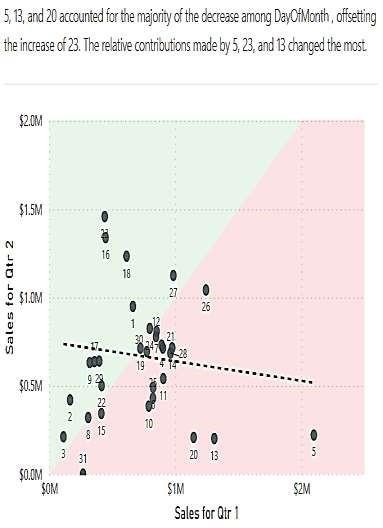 5, 13, and 20 accounted for the majority of the decrease among DayOfMonth , offsetting
the increase of 23. The relative contributions made by 5, 23, and 13 changed the most.
$2.0M
$1.5M
$1.0M
$0.5M
$0.0M
Sales for Qtr 2
23
16
18
27
26
1
12
30
21
17
28
19
4
14
9
29
11
22
2
10
8
15
3
31
20
13
5
$0M
$1M
$2M
Sales for Qtr 1